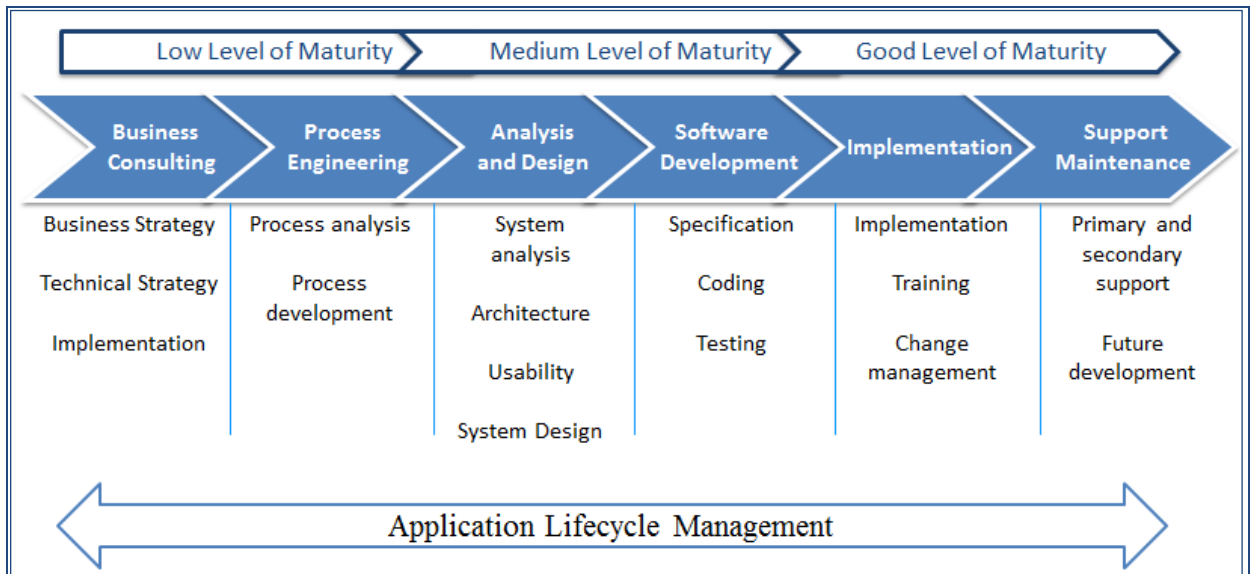 Low Level of Maturity
Medium Level of Maturity
Good Level of Maturity
Business
Consulting
Process
Engineering
Analysis
and Design
Software
Development
Implementation
Support
Maintenance
Business Strategy
Technical Strategy
Implementation
Process analysis
Process
development
System
analysis
Architecture
Usability
System Design
Specification
Coding
Testing
Implementation
Training
Change
management
Primary and
secondary
support
Future
development
Application Lifecycle Management